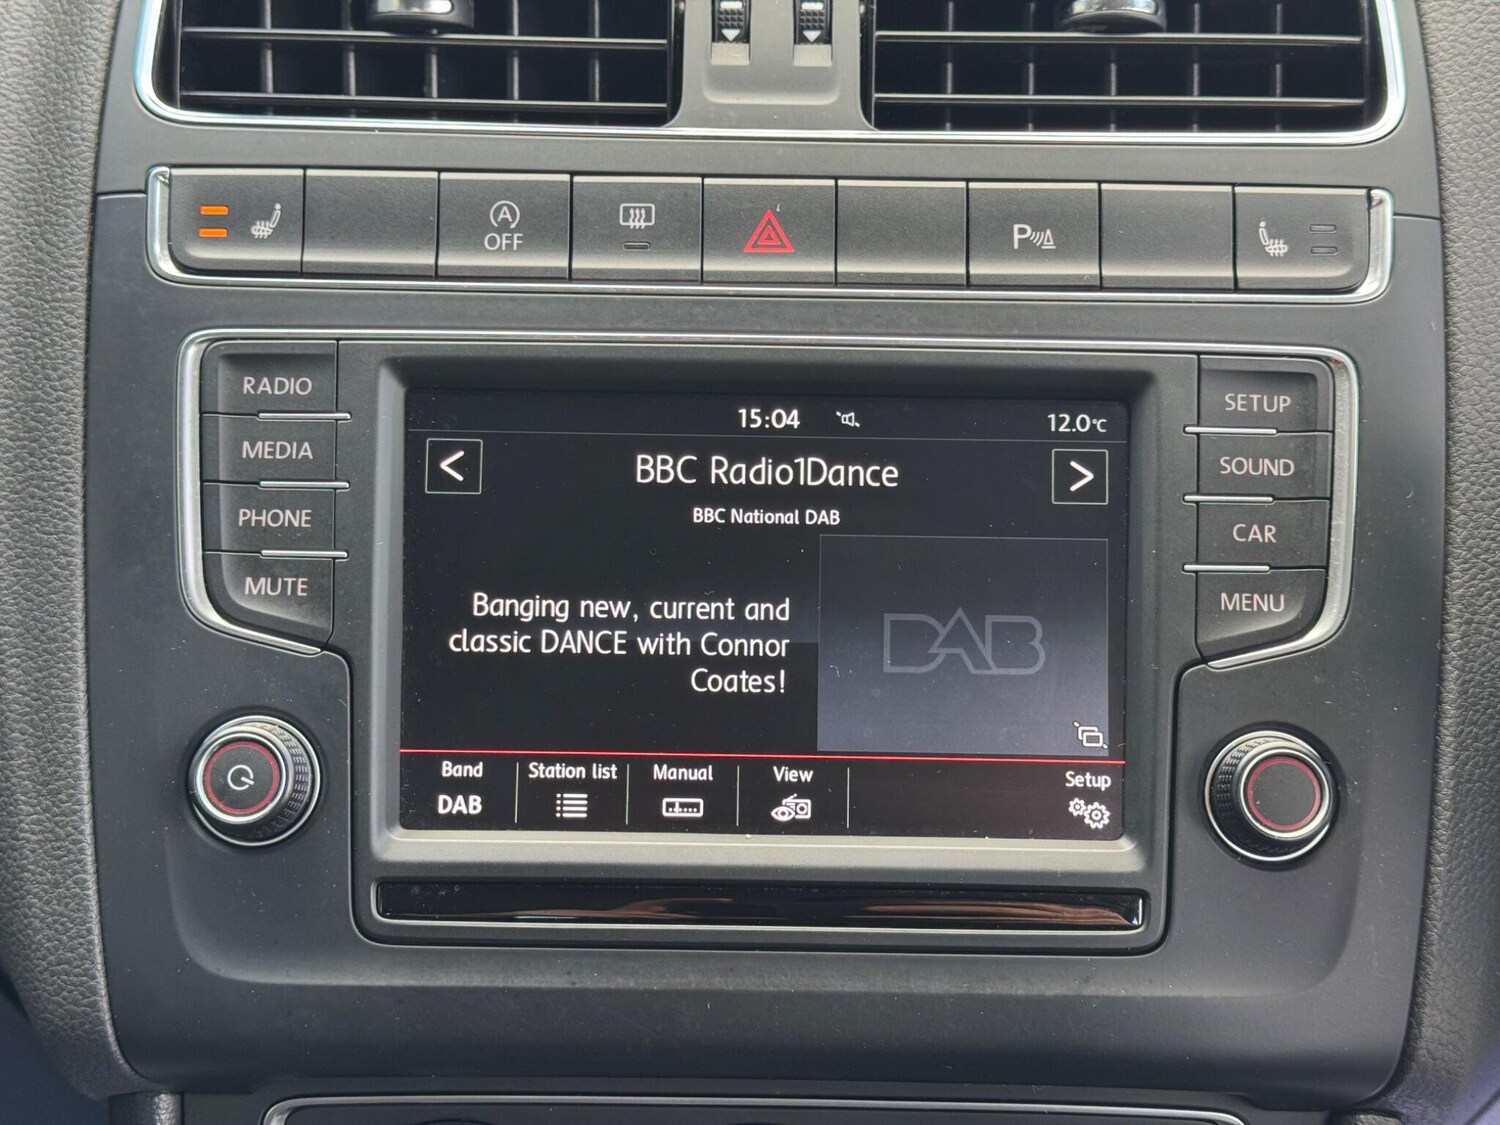 A
OFF
P
RADIO
MEDIA
PHONE
MUTE
15:04
12.0°C
<
BBC Radio1Dance
>
BBC National DAB
Banging new, current and
classic DANCE with Connor
Coates!
DAB
Band
DAB
Station list
Manual
View
Setup
SETUP
SOUND
CAR
MENU